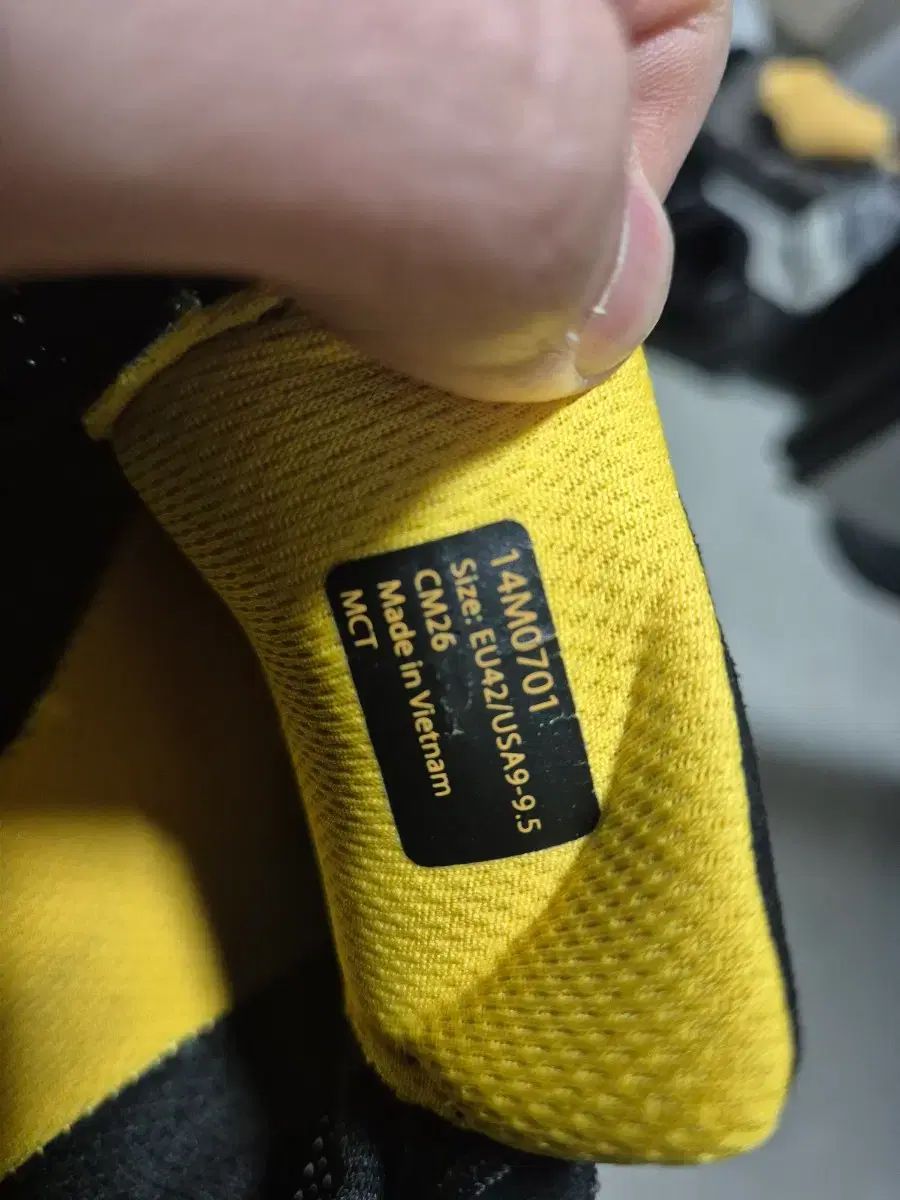 14M0701
Size: EU42/USA9-9.5
CM26
Made in Vietnam
MCT